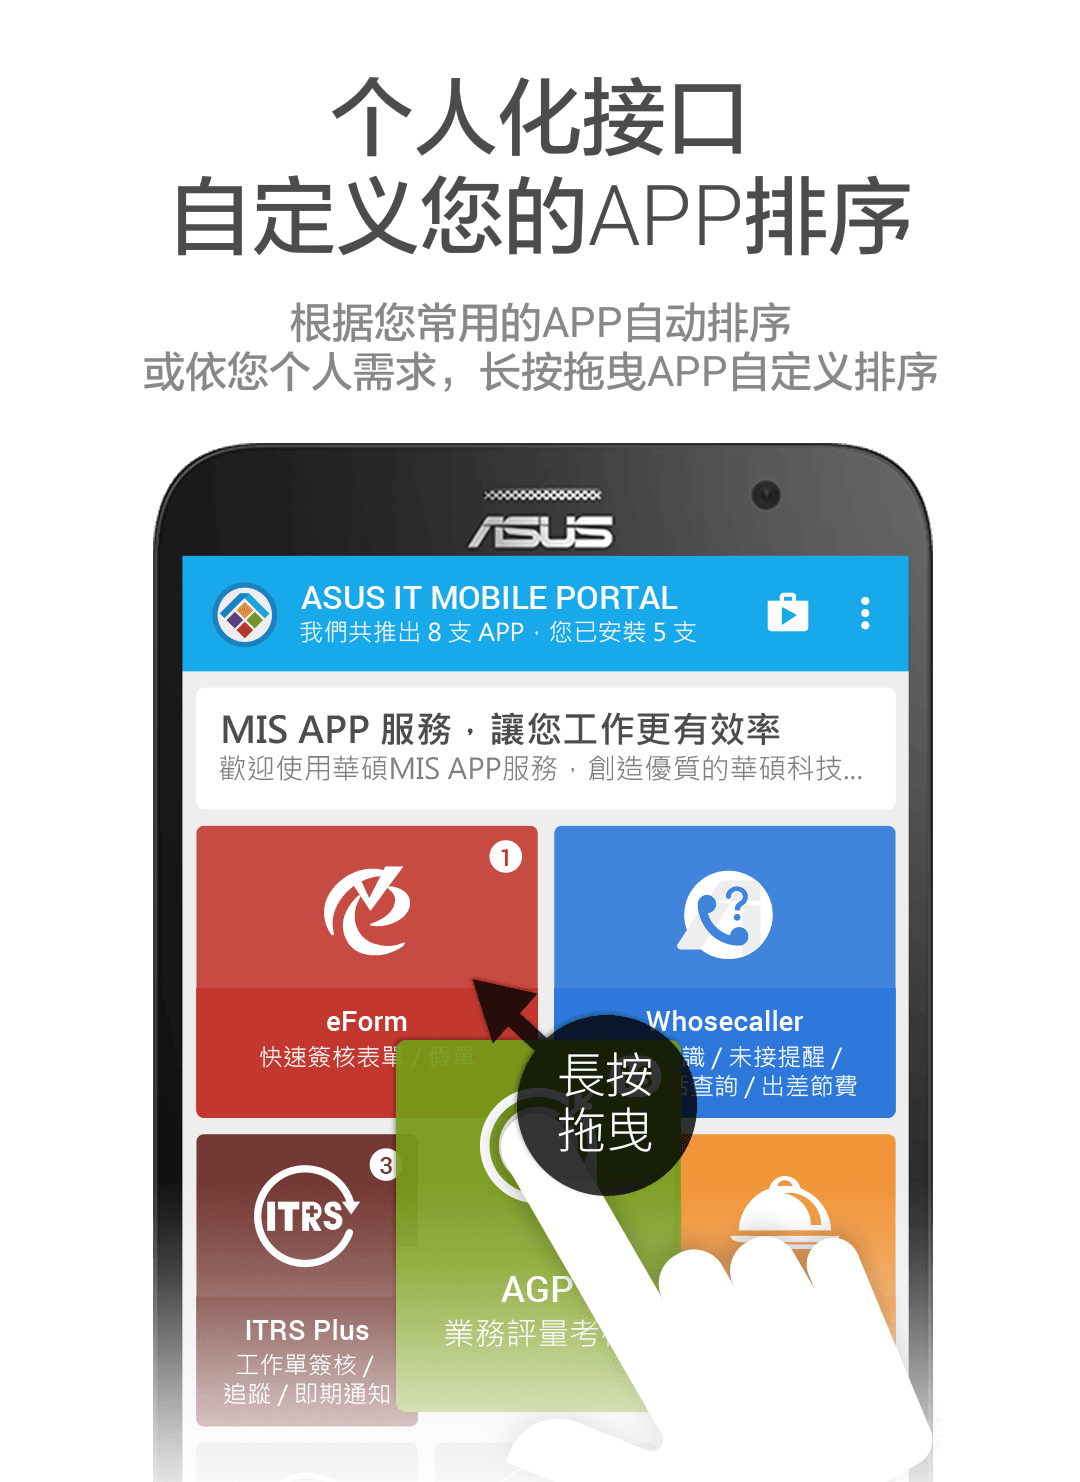 个人化接口
自定义您的APP排序
根据您常用的APP自动排序
或依您个人需求，长按拖曳APP自定义排序
ASUS
ASUS IT MOBILE PORTAL
我們共推出 8 支 APP，您已安裝 5 支
MIS APP 服務，讓您工作更有效率
歡迎使用華碩MIS APP服務，創造優質的華碩科技...
1
eForm
快速簽核表單 / 假單
Whosecaller
識 / 未接提醒 /
查詢 / 出差節費
長按
拖曳
3
ITRS
ITRS Plus
工作單簽核 /
追蹤 / 即期通知
AGP
業務評量考